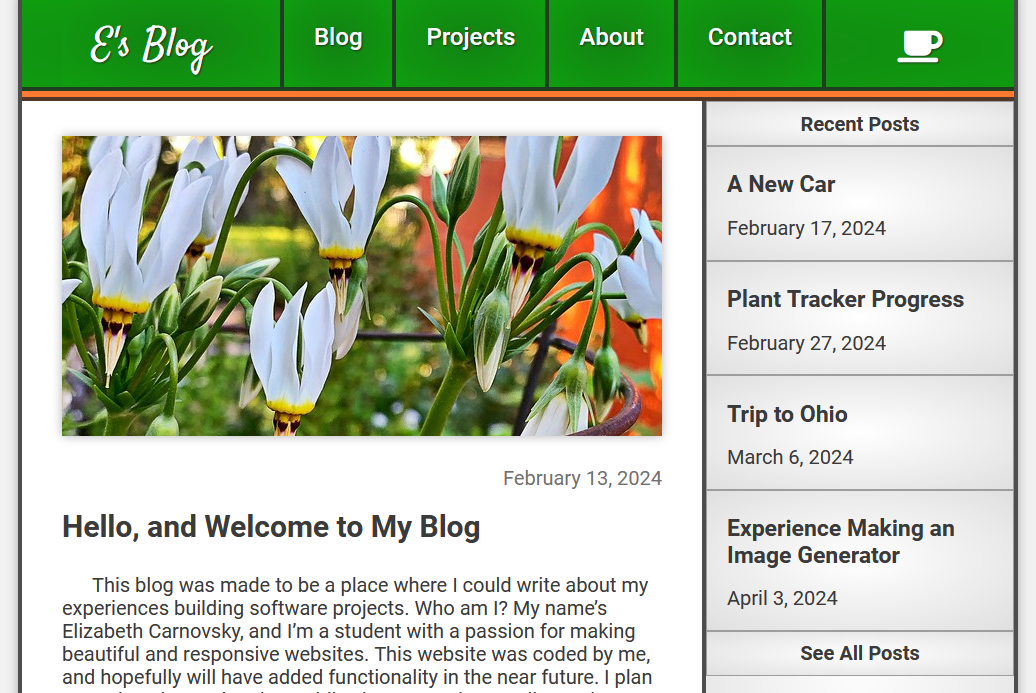 E's Blog
Blog
Projects
About
Contact
February 13, 2024
Hello, and Welcome to My Blog
This blog was made to be a place where I could write about my
experiences building software projects. Who am I? My name’s
Elizabeth Carnovsky, and I’m a student with a passion for making
beautiful and responsive websites. This website was coded by me,
and hopefully will have added functionality in the near future. I plan
Recent Posts
A New Car
February 17, 2024
Plant Tracker Progress
February 27, 2024
Trip to Ohio
March 6, 2024
Experience Making an
Image Generator
April 3, 2024
See All Posts